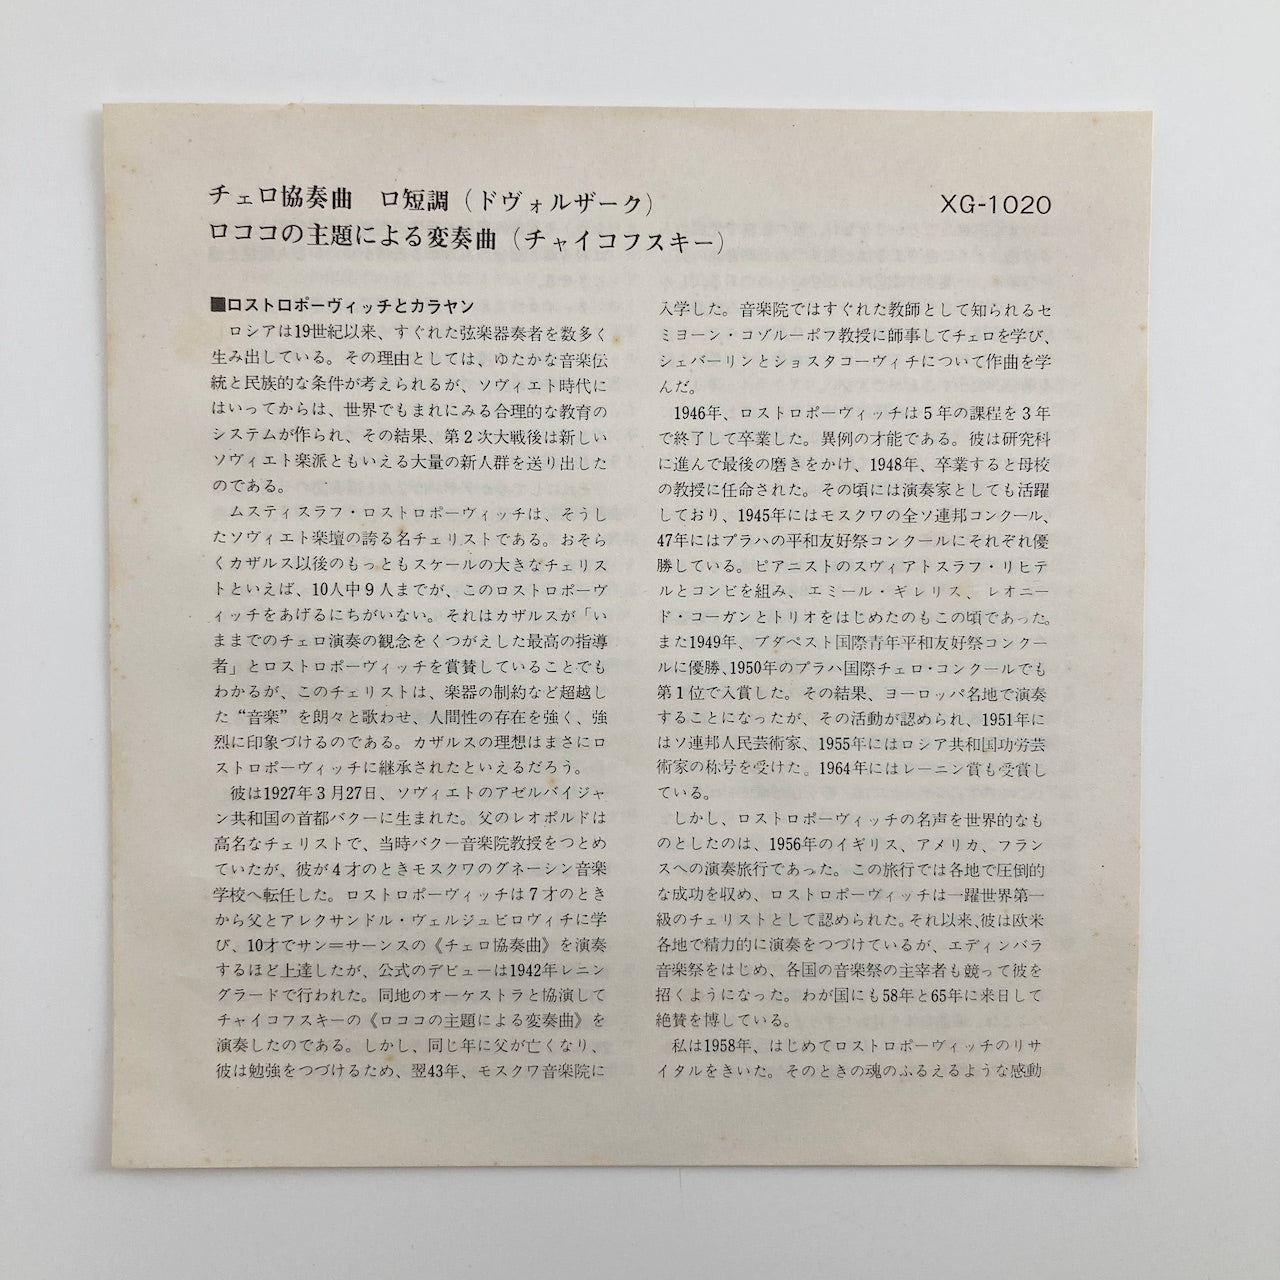 チェロ協奏曲　ロ短調（ドヴォルザーク）
ロココの主題による変奏曲（チャイコフスキー）
XG-1020
■ロストロポーヴィッチとカラヤン
ロシアは19世紀以来、すぐれた弦楽器奏者を数多く
生み出している。その理由としては、ゆたかな音楽伝
統と民族的な条件が考えられるが、ソヴィエト時代に
はいってからは、世界でもまれにみる合理的な教育の
システムが作られ、その結果、第2次大戦後は新しい
ソヴィエト楽派ともいえる大量の新人群を送り出した
のである。
ムスティスラフ・ロストロポーヴィッチは、そうし
たソヴィエト楽壇の誇る名チェリストである。おそら
くカザルス以後のもっともスケールの大きなチェリス
トといえば、10人中9人までが、このロストロポーヴ
ィッチをあげるにちがいない。それはカザルスが「い
ままでのチェロ演奏の観念をくつがえした最高の指導
者」とロストロポーヴィッチを賞賛していることでも
わかるが、このチェリストは、楽器の制約など超越し
た“音楽”を朗々と歌わせ、人間性の存在を強く、強
烈に印象づけるのである。カザルスの理想はまさにロ
ストロポーヴィッチに継承されたといえるだろう。
彼は1927年3月27日、ソヴィエトのアゼルバイジャ
ン共和国の首都バクーに生まれた。父のレオポルドは
高名なチェリストで、当時バクー音楽院教授をつとめ
ていたが、彼が4才のときモスクワのグネーシン音楽
学校へ転任した。ロストロポーヴィッチは7才のとき
から父とアレクサンドル・ヴェルジュビロヴィチに学
び、10才でサン＝サーンスの《チェロ協奏曲》を演奏
するほど上達したが、公式のデビューは1942年レニン
グラードで行われた。同地のオーケストラと協演して
チャイコフスキーの《ロココの主題による変奏曲》を
演奏したのである。しかし、同じ年に父が亡くなり、
彼は勉強をつづけるため、翌43年、モスクワ音楽院に
入学した。音楽院ではすぐれた教師として知られるセ
ミヨーン・コゾルーポフ教授に師事してチェロを学び、
シェバーリンとショスタコーヴィチについて作曲を学
んだ。
1946年、ロストロポーヴィッチは5年の課程を3年
で終了して卒業した。異例の才能である。彼は研究科
に進んで最後の磨きをかけ、1948年、卒業すると母校
の教授に任命された。その頃には演奏家としても活躍
しており、1945年にはモスクワの全ソ連邦コンクール、
47年にはプラハの平和友好祭コンクールにそれぞれ優
勝している。ピアニストのスヴィアトスラフ・リヒテ
ルとコンビを組み、エミール・ギレリス、レオニー
ド・コーガンとトリオをはじめたのもこの頃であった。
また1949年、ブダペスト国際青年平和友好祭コンクー
ルに優勝、1950年のプラハ国際チェロ・コンクールでも
第1位で入賞した。その結果、ヨーロッパ名地で演奏
することになったが、その活動が認められ、1951年に
はソ連邦人民芸術家、1955年にはロシア共和国功労芸
術家の称号を受けた。1964年にはレーニン賞も受賞し
ている。
しかし、ロストロポーヴィッチの名声を世界的なも
のとしたのは、1956年のイギリス、アメリカ、フラン
スへの演奏旅行であった。この旅行では各地で圧倒的
な成功を収め、ロストロポーヴィッチは一躍世界第一
級のチェリストとして認められた。それ以来、彼は欧米
各地で精力的に演奏をつづけているが、エディンバラ
音楽祭をはじめ、各国の音楽祭の主宰者も競って彼を
招くようになった。わが国にも58年と65年に来日して
絶賛を博している。
私は1958年、はじめてロストロポーヴィッチのリサ
イタルをきいた。そのときの魂のふるえるような感動